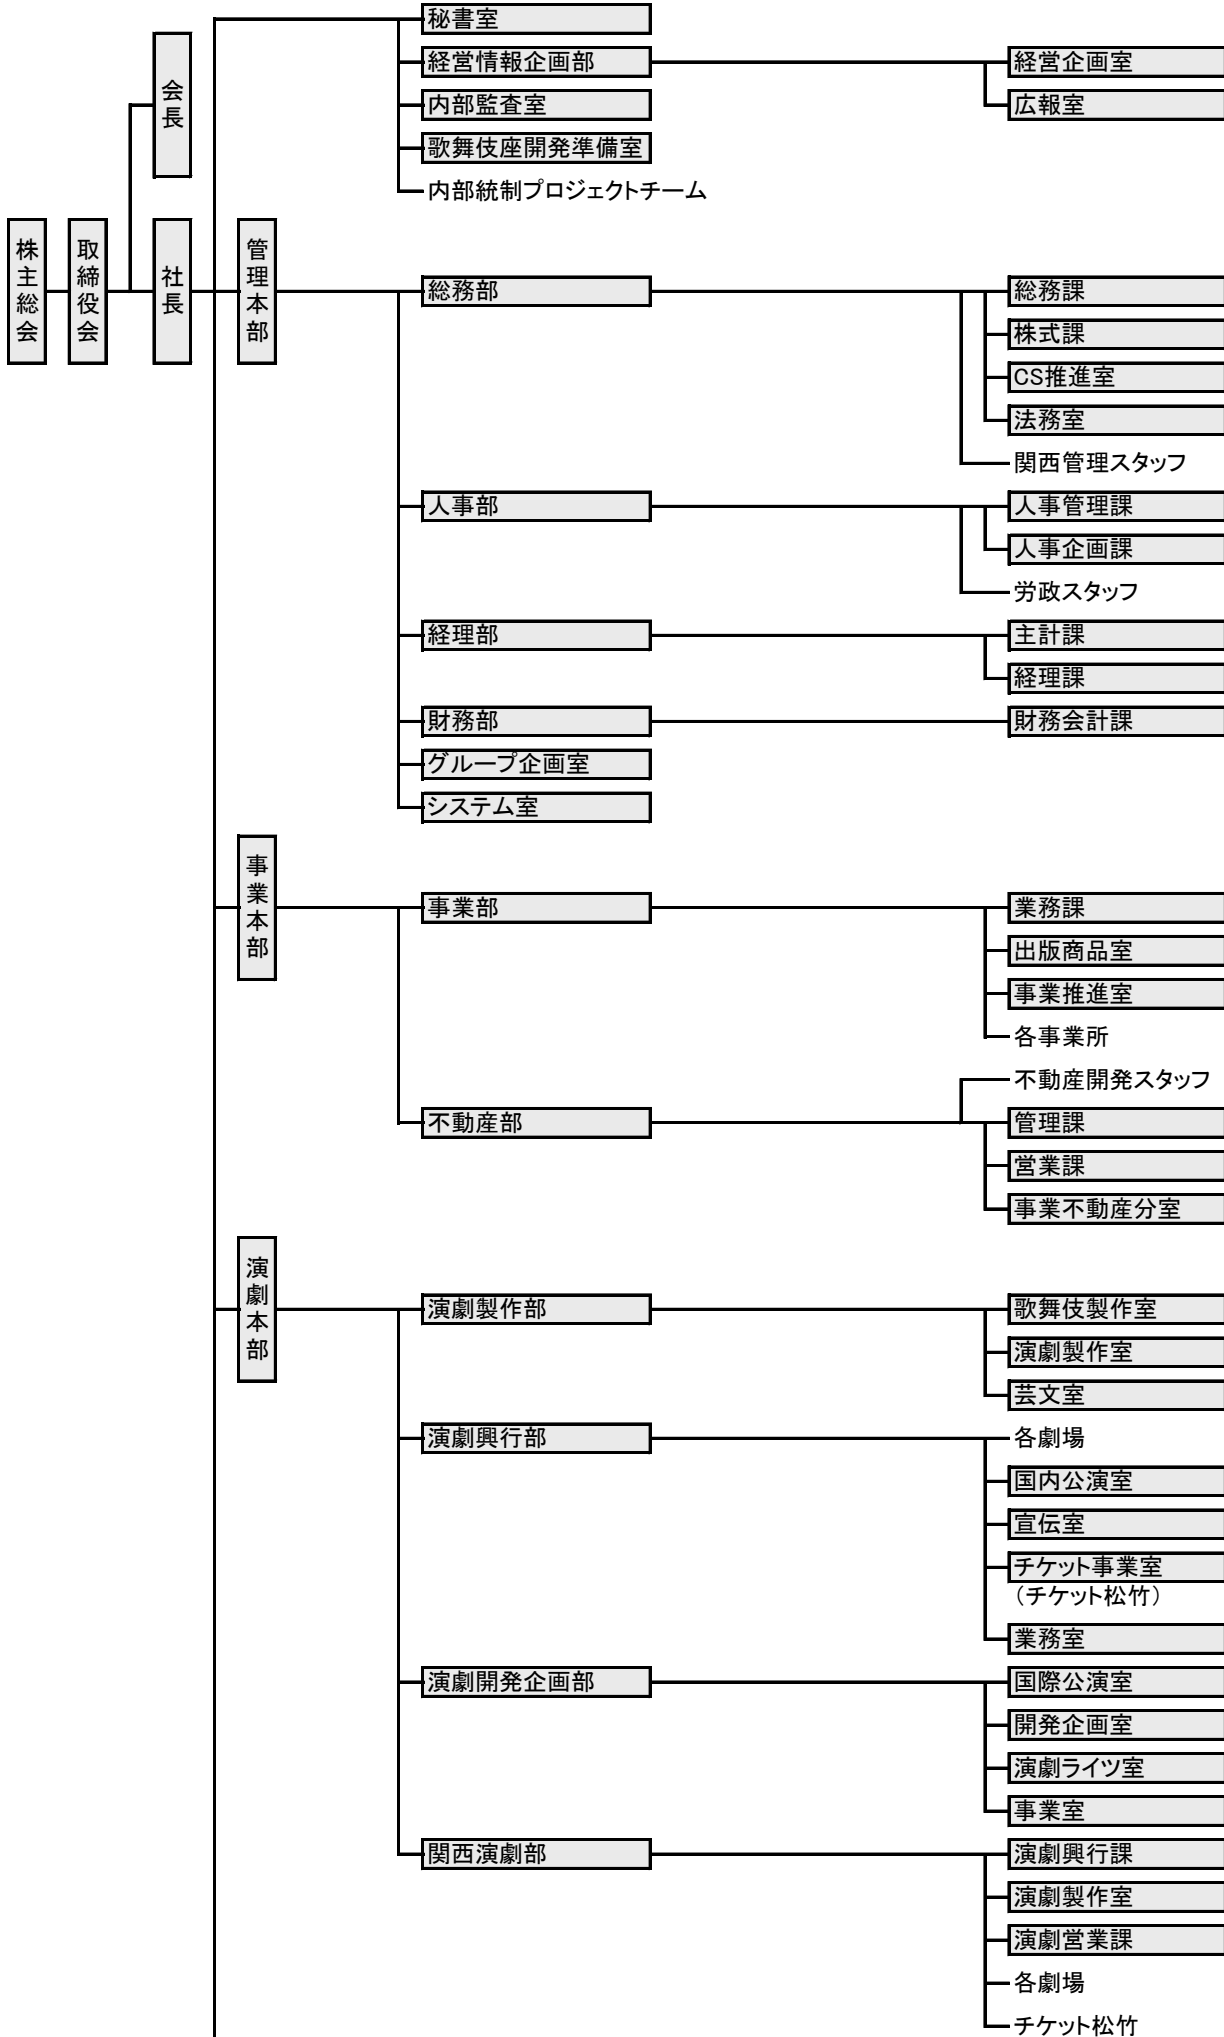 秘書室
経営情報企画部
経営企画室
会長
内部監査室
広報室
歌舞伎座開発準備室
内部統制プロジェクトチーム
株主総会
取締役会
社長
管理本部
総務部
総務課
株式課
CS推進室
法務室
関西管理スタッフ
人事部
人事管理課
人事企画課
労政スタッフ
経理部
主計課
経理課
財務部
財務会計課
グループ企画室
システム室
事業本部
事業部
業務課
出版商品室
事業推進室
各事業所
不動産開発スタッフ
不動産部
管理課
営業課
事業不動産分室
演劇本部
演劇製作部
歌舞伎製作室
演劇製作室
芸文室
演劇興行部
各劇場
国内公演室
宣伝室
チケット事業室
（チケット松竹）
業務室
演劇開発企画部
国際公演室
開発企画室
演劇ライツ室
事業室
関西演劇部
演劇興行課
演劇製作室
演劇営業課
各劇場
チケット松竹